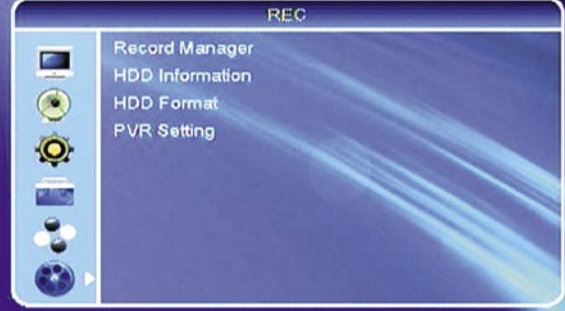 REC
Record Manager
HDD Information
HDD Format
PVR Setting